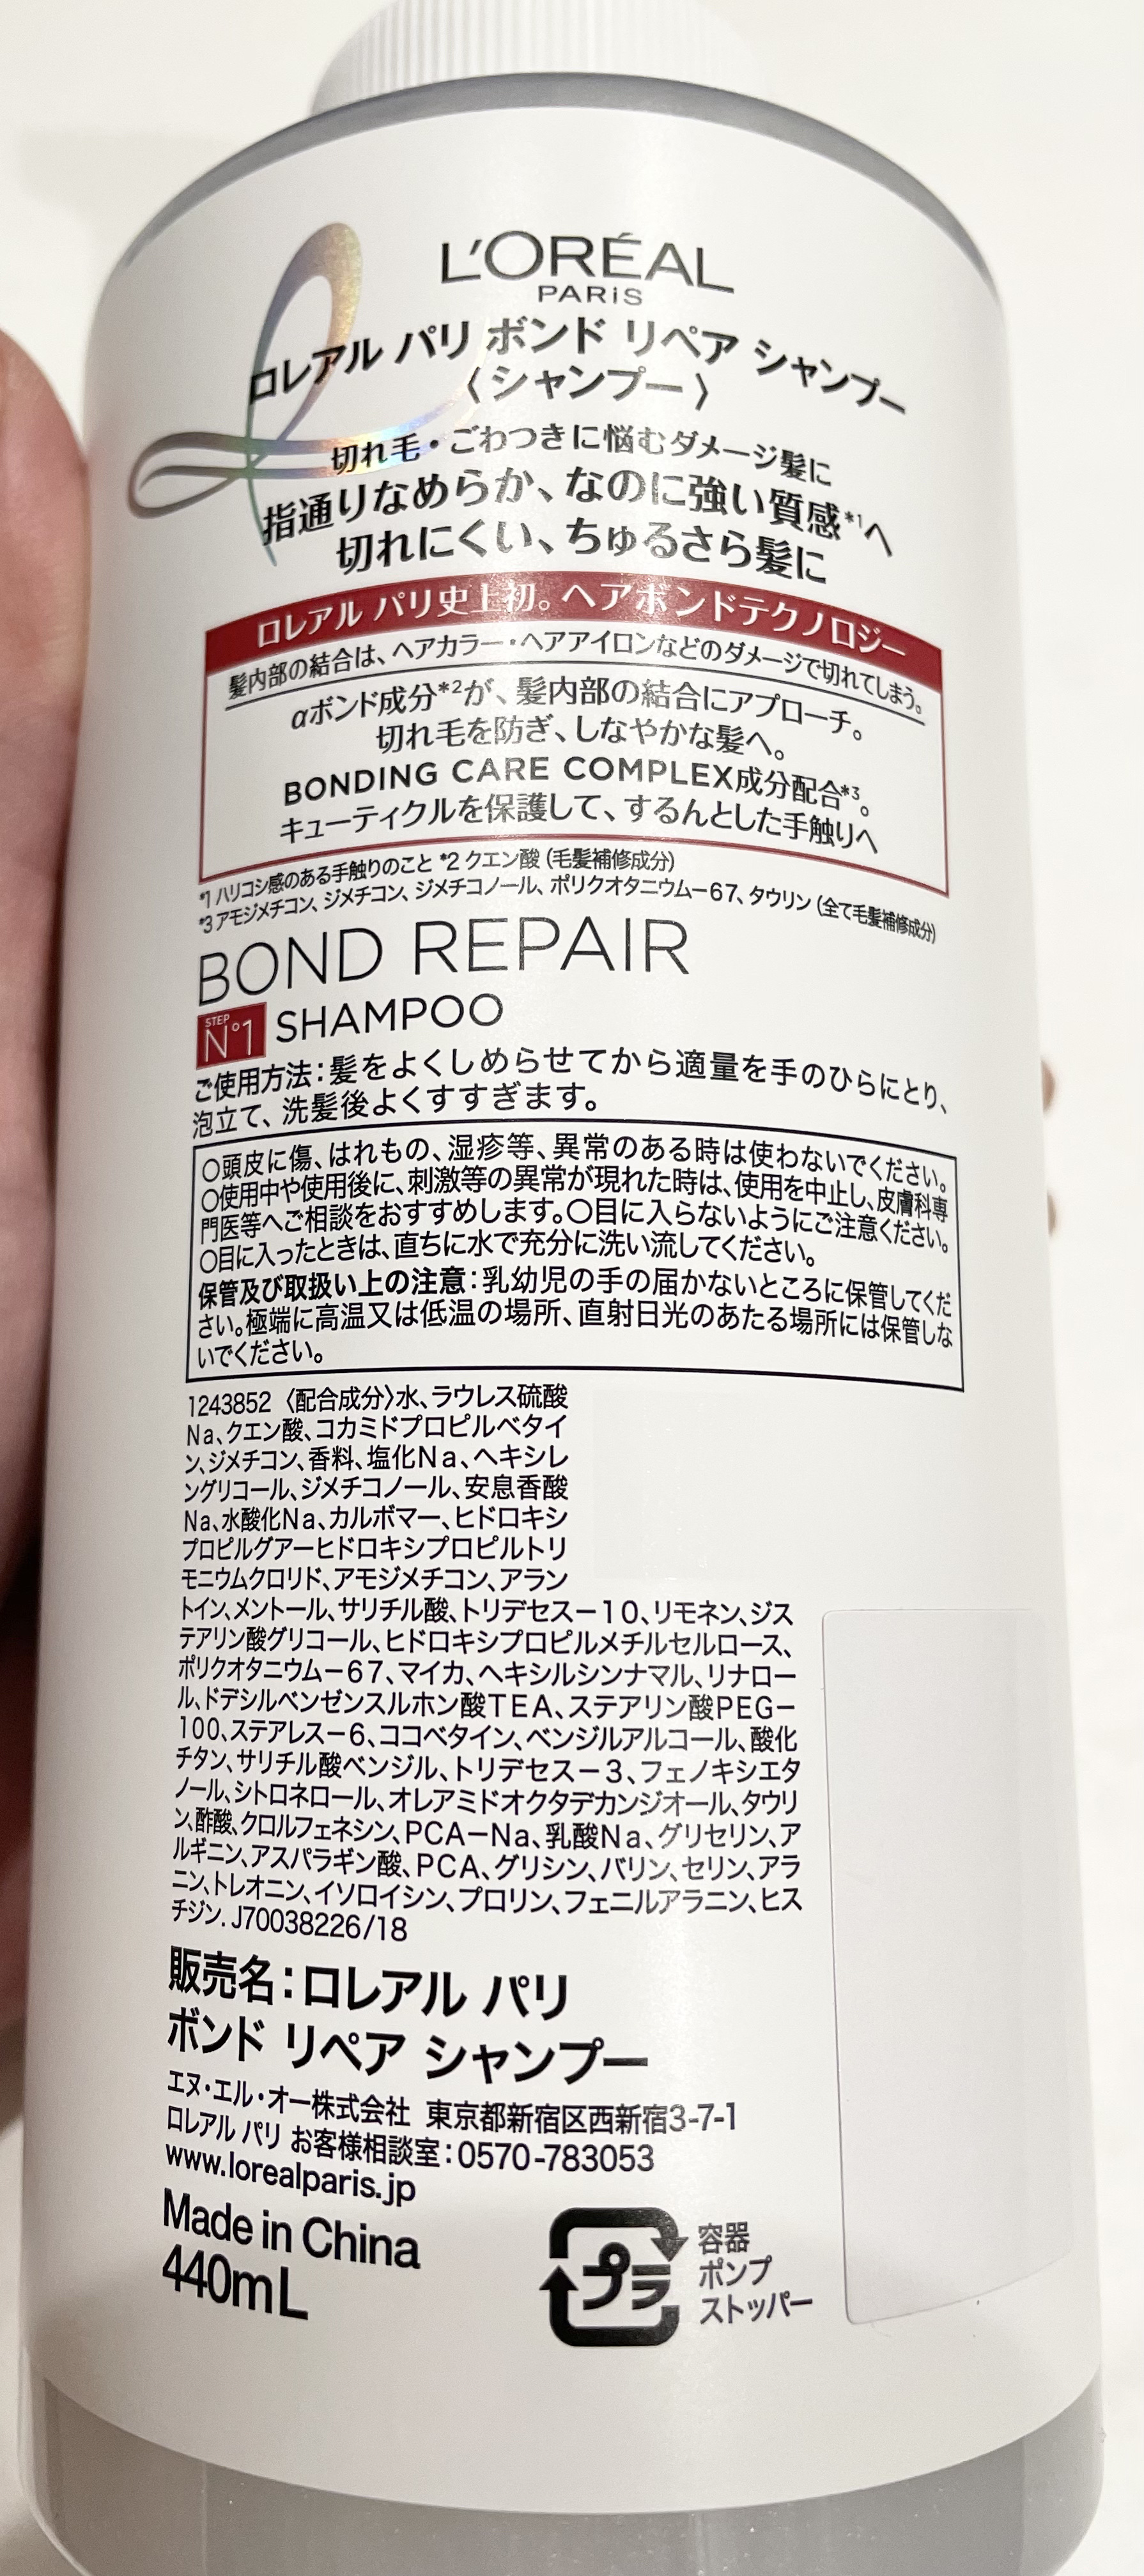 L'ORÉAL
PARIS
ロレアル パリ ボンド リペア シャンプー
〈シャンプー〉
切れ毛・ごわつきに悩むダメージ髪に
指通りなめらか、なのに強い質感*1へ
切れにくい、ちゅるさら髪に
ロレアル パリ史上初。ヘアボンドテクノロジー
髪内部の結合は、ヘアカラー・ヘアアイロンなどのダメージで切れてしまう。
αボンド成分*2が、髪内部の結合にアプローチ。
切れ毛を防ぎ、しなやかな髪へ。
BONDING CARE COMPLEX成分配合*3。
キューティクルを保護して、するんとした手触りへ
*1 ハリコシ感のある手触りのこと *2 クエン酸（毛髪補修成分）
*3 アモジメチコン、ジメチコン、ジメチコノール、ポリクオタニウムー67、タウリン（全て毛髪補修成分）
BOND REPAIR
STEP
N°1 SHAMPOO
ご使用方法：髪をよくしめらせてから適量を手のひらにとり、
泡立て、洗髪後よくすすぎます。
○頭皮に傷、はれもの、湿疹等、異常のある時は使わないでください。
○使用中や使用後に、刺激等の異常が現れた時は、使用を中止し、皮膚科専
門医等へご相談をおすすめします。○目に入らないようにご注意ください。
○目に入ったときは、直ちに水で充分に洗い流してください。
保管及び取扱い上の注意：乳幼児の手の届かないところに保管してくだ
さい。極端に高温又は低温の場所、直射日光のあたる場所には保管しな
いでください。
1243852 〈配合成分〉水、ラウレス硫酸
Na、クエン酸、コカミドプロピルベタイ
ン、ジメチコン、香料、塩化Na、ヘキシレ
ングリコール、ジメチコノール、安息香酸
Na、水酸化Na、カルボマー、ヒドロキシ
プロピルグアーヒドロキシプロピルトリ
モニウムクロリド、アモジメチコン、アラン
トイン、メントール、サリチル酸、トリデセスー10、リモネン、ジス
テアリン酸グリコール、ヒドロキシプロピルメチルセルロース、
ポリクオタニウムー67、マイカ、ヘキシルシンナマル、リナロー
ル、ドデシルベンゼンスルホン酸TEA、ステアリン酸PEGー
100、ステアレスー6、ココベタイン、ベンジルアルコール、酸化
チタン、サリチル酸ベンジル、トリデセスー3、フェノキシエタ
ノール、シトロネロール、オレアミドオクタデカンジオール、タウリ
ン、酢酸、クロルフェネシン、PCAーNa、乳酸Na、グリセリン、ア
ルギニン、アスパラギン酸、PCA、グリシン、バリン、セリン、アラ
ニン、トレオニン、イソロイシン、プロリン、フェニルアラニン、ヒス
チジン. J70038226/18
販売名：ロレアル パリ
ボンド リペア シャンプー
エヌ・エル・オー株式会社 東京都新宿区西新宿3-7-1
ロレアル パリ お客様相談室：0570-783053
www.lorealparis.jp
Made in China
440mL
プラ
容器
ポンプ
ストッパー